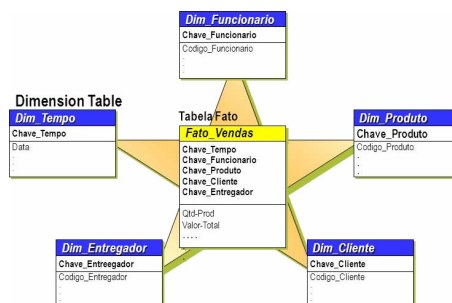 Dim_Funcionario
Chave_Funcionario
Codigo_Funcionario
.
.
Dimension Table
Dim_Tempo
Chave_Tempo
Data
.
.
Tabela Fato
Fato_Vendas
Chave_Tempo
Chave_Funcionario
Chave_Produto
Chave_Cliente
Chave_Entregador
Qtd-Prod
Valor-Total
....
Dim_Produto
Chave_Produto
Codigo_Produto
.
.
Dim_Entregador
Chave_Entreegador
Codigo_Entregador
.
.
Dim_Cliente
Chave_Cliente
Codigo_Cliente
.
.